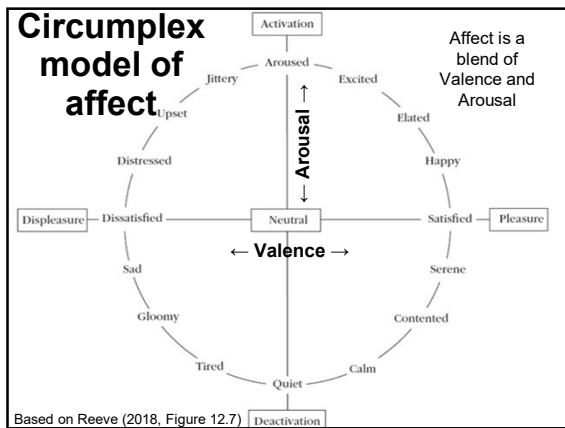 Circumplex
model of
affect
Activation
Affect is a
blend of
Valence and
Arousal
Aroused
Jittery
Excited
Upset
Elated
← Arousal →
Distressed
Happy
Displeasure
Dissatisfied
Neutral
Satisfied
Pleasure
← Valence →
Sad
Serene
Gloomy
Contented
Tired
Calm
Quiet
Deactivation
Based on Reeve (2018, Figure 12.7)